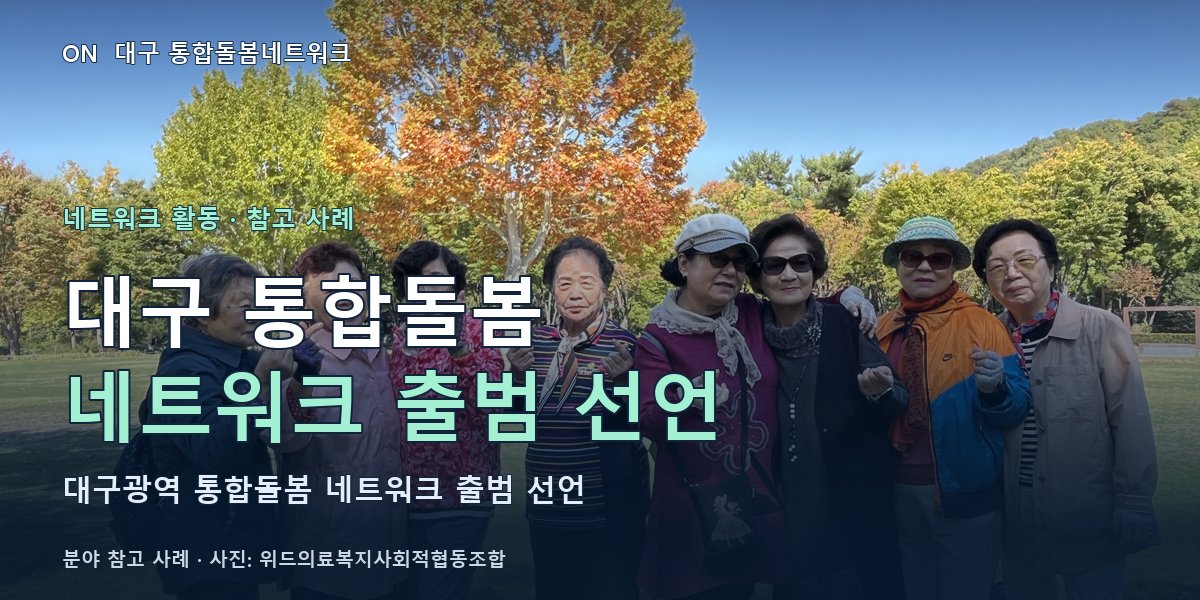 ON 대구 통합돌봄네트워크
네트워크 활동 · 참고 사례
대구 통합돌봄
네트워크 출범 선언
대구광역 통합돌봄 네트워크 출범 선언
분야 참고 사례 · 사진: 위드의료복지사회적협동조합